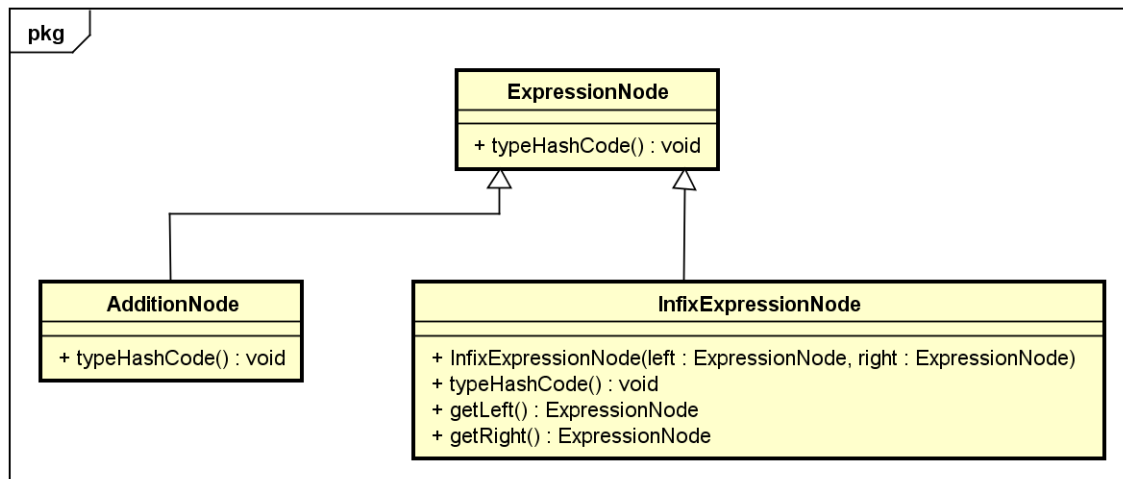 pkg
ExpressionNode
+ typeHashCode() : void
AdditionNode
+ typeHashCode() : void
InfixExpressionNode
+ InfixExpressionNode(left : ExpressionNode, right : ExpressionNode)
+ typeHashCode() : void
+ getLeft() : ExpressionNode
+ getRight() : ExpressionNode